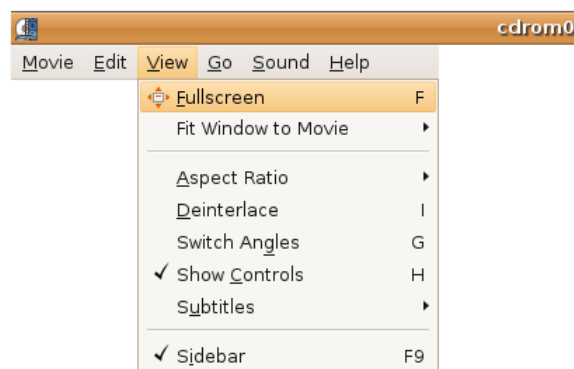 cdrom0
Movie Edit View Go Sound Help
Fullscreen F
Fit Window to Movie
Aspect Ratio
Deinterlace I
Switch Angles G
Show Controls H
Subtitles
Sidebar F9